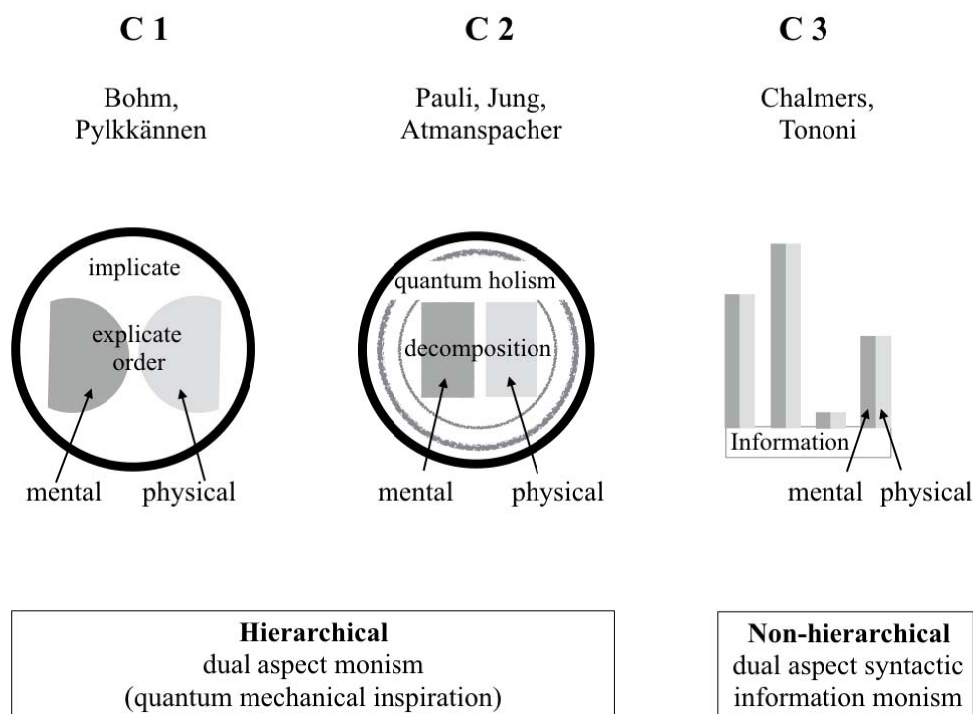 C 1
C 2
C 3
Bohm,
Pylkkännen
Pauli, Jung,
Atmanspacher
Chalmers,
Tononi
implicate
explicate
order
mental
physical
quantum holism
decomposition
mental
physical
Information
mental
physical
Hierarchical
dual aspect monism
(quantum mechanical inspiration)
Non-hierarchical
dual aspect syntactic
information monism